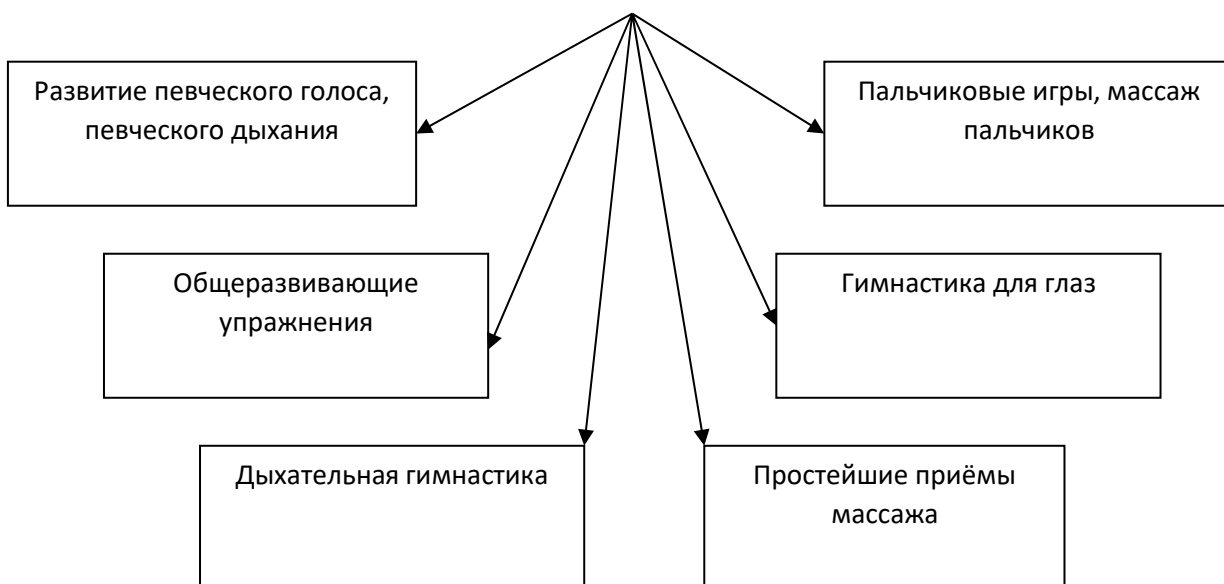 Развитие певческого голоса,
певческого дыхания
Пальчиковые игры, массаж
пальчиков
Общеразвивающие
упражнения
Гимнастика для глаз
Дыхательная гимнастика
Простейшие приёмы
массажа